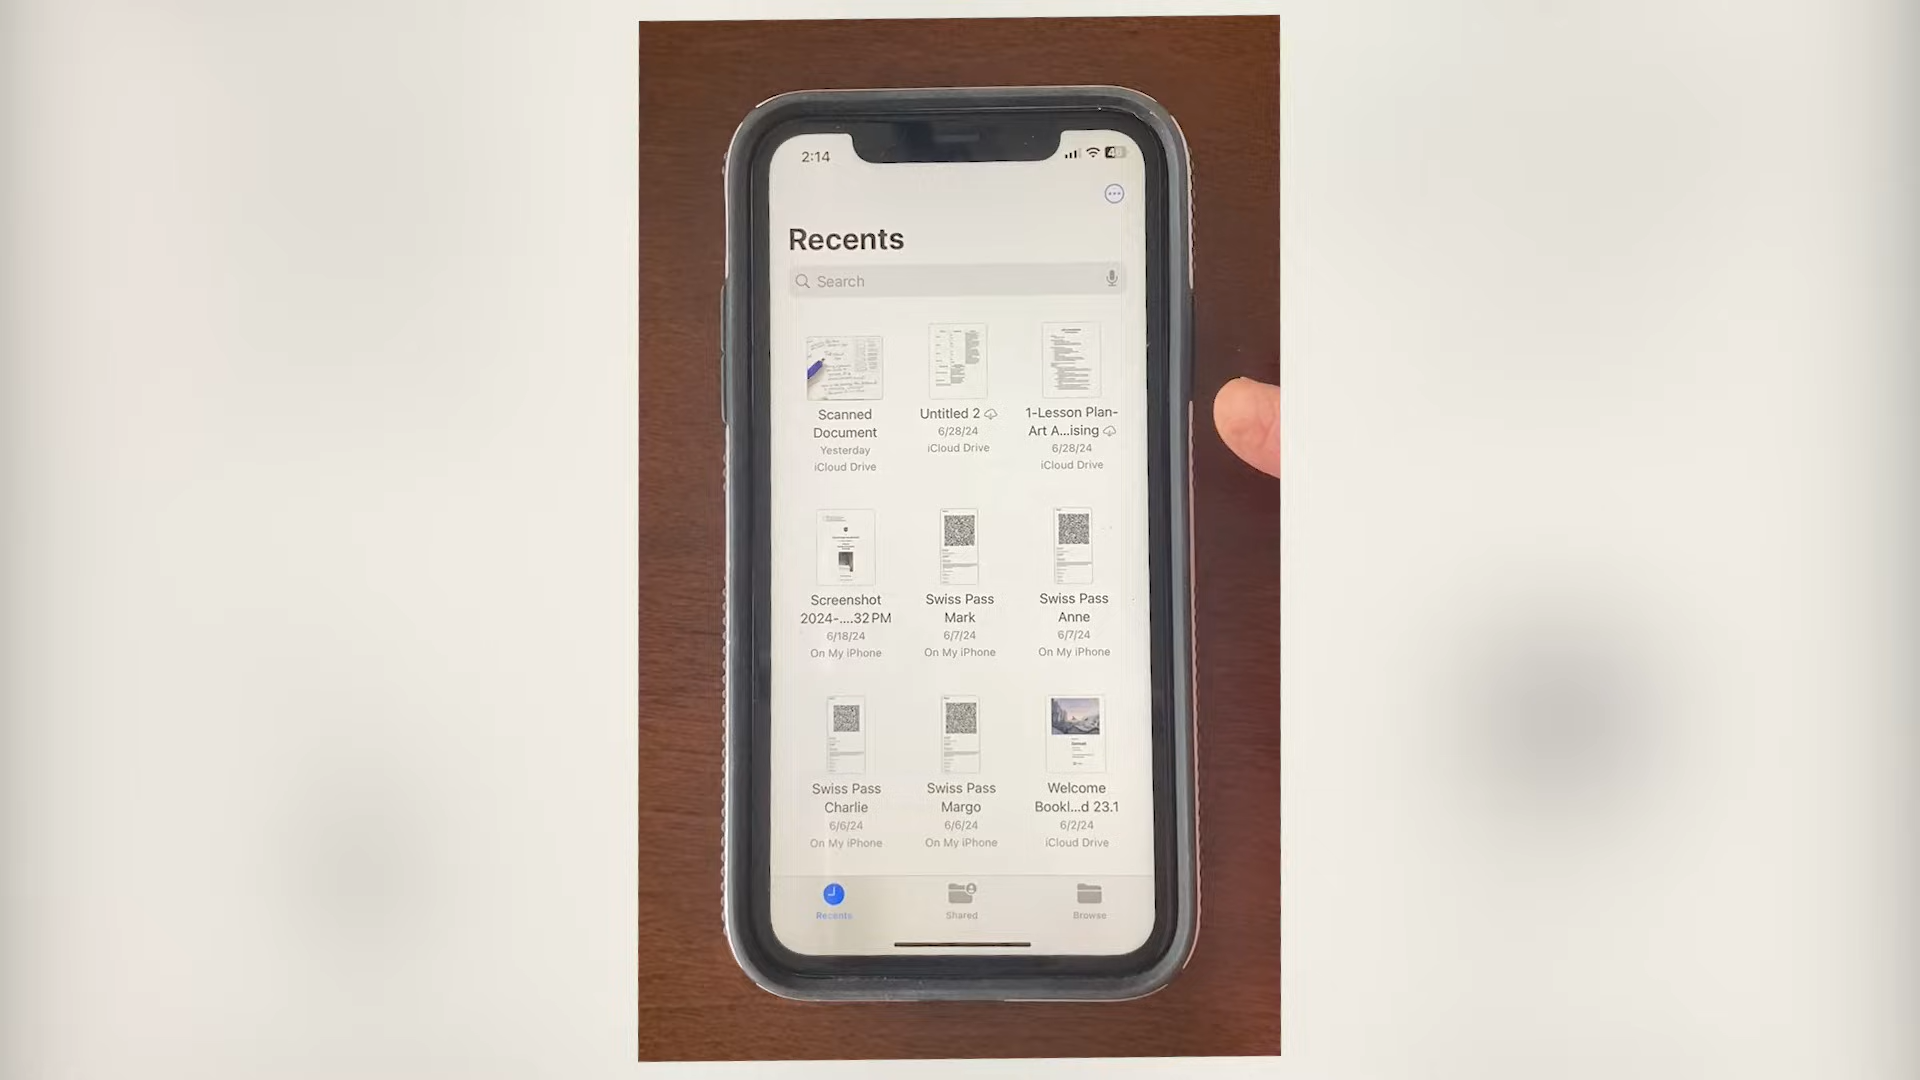 2:14
Recents
Search
Scanned
Document
Yesterday
iCloud Drive
Untitled 2
6/28/24
iCloud Drive
1-Lesson Plan-
Art A...ising
6/28/24
iCloud Drive
Screenshot
2024-....32 PM
6/18/24
On My iPhone
Swiss Pass
Mark
6/7/24
On My iPhone
Swiss Pass
Anne
6/7/24
On My iPhone
Swiss Pass
Charlie
6/6/24
On My iPhone
Swiss Pass
Margo
6/6/24
On My iPhone
Welcome
Bookl...d 23.1
6/2/24
iCloud Drive
Recents
Shared
Browse